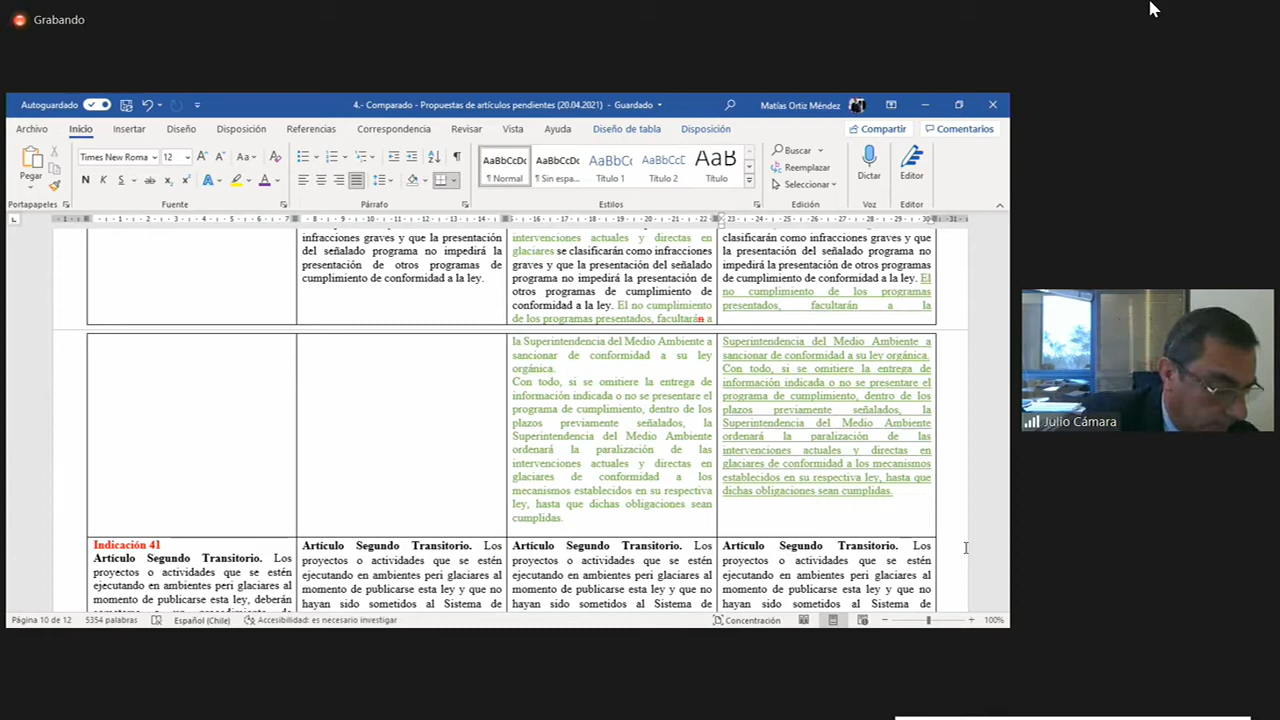 Grabando
Autoguardado
4.- Comparado - Propuestas de artículos pendientes (20.04.2021) - Guardado
Matías Ortiz Méndez
Archivo Inicio Insertar Diseño Disposición Referencias Correspondencia Revisar Vista Ayuda Diseño de tabla Disposición Compartir Comentarios
Pegar
Times New Roma 12
N K S ab x₂ x²
AaBbCcDc AaBbCcDc AaBbCc AaBbCcE AaB
¶ Normal ¶ Sin espa... Título 1 Título 2 Título
Buscar
Reemplazar
Seleccionar
Dictar
Editor
Portapapeles Fuente Párrafo Estilos Edición Voz Editor
infracciones graves y que la presentación
del señalado programa no impedirá la
presentación de otros programas de
cumplimiento de conformidad a la ley.
intervenciones actuales y directas en
glaciares se clasificarán como infracciones
graves y que la presentación del señalado
programa no impedirá la presentación de
otros programas de cumplimiento de
conformidad a la ley. El no cumplimiento
de los programas presentados, facultarán a
clasificarán como infracciones graves y que
la presentación del señalado programa no
impedirá la presentación de otros programas
de cumplimiento de conformidad a la ley. El
no cumplimiento de los programas
presentados, facultarán a la
la Superintendencia del Medio Ambiente a
sancionar de conformidad a su ley
orgánica.
Con todo, si se omitiere la entrega de
información indicada o no se presentare el
programa de cumplimiento, dentro de los
plazos previamente señalados, la
Superintendencia del Medio Ambiente
ordenará la paralización de las
intervenciones actuales y directas en
glaciares de conformidad a los
mecanismos establecidos en su respectiva
ley, hasta que dichas obligaciones sean
cumplidas.
Superintendencia del Medio Ambiente a
sancionar de conformidad a su ley orgánica.
Con todo, si se omitiere la entrega de
información indicada o no se presentare el
programa de cumplimiento, dentro de los
plazos previamente señalados, la
Superintendencia del Medio Ambiente
ordenará la paralización de las
intervenciones actuales y directas en
glaciares de conformidad a los mecanismos
establecidos en su respectiva ley, hasta que
dichas obligaciones sean cumplidas.
Indicación 41
Artículo Segundo Transitorio. Los
proyectos o actividades que se estén
ejecutando en ambientes peri glaciares al
momento de publicarse esta ley, deberán
Artículo Segundo Transitorio. Los
proyectos o actividades que se estén
ejecutando en ambientes peri glaciares al
momento de publicarse esta ley y que no
hayan sido sometidos al Sistema de
Artículo Segundo Transitorio. Los
proyectos o actividades que se estén
ejecutando en ambientes peri glaciares al
momento de publicarse esta ley y que no
hayan sido sometidos al Sistema de
Artículo Segundo Transitorio. Los
proyectos o actividades que se estén
ejecutando en ambientes peri glaciares al
momento de publicarse esta ley y que no
hayan sido sometidos al Sistema de
Página 10 de 12 5354 palabras Español (Chile) Accesibilidad: es necesario investigar Concentración 100%
Julio Cámara